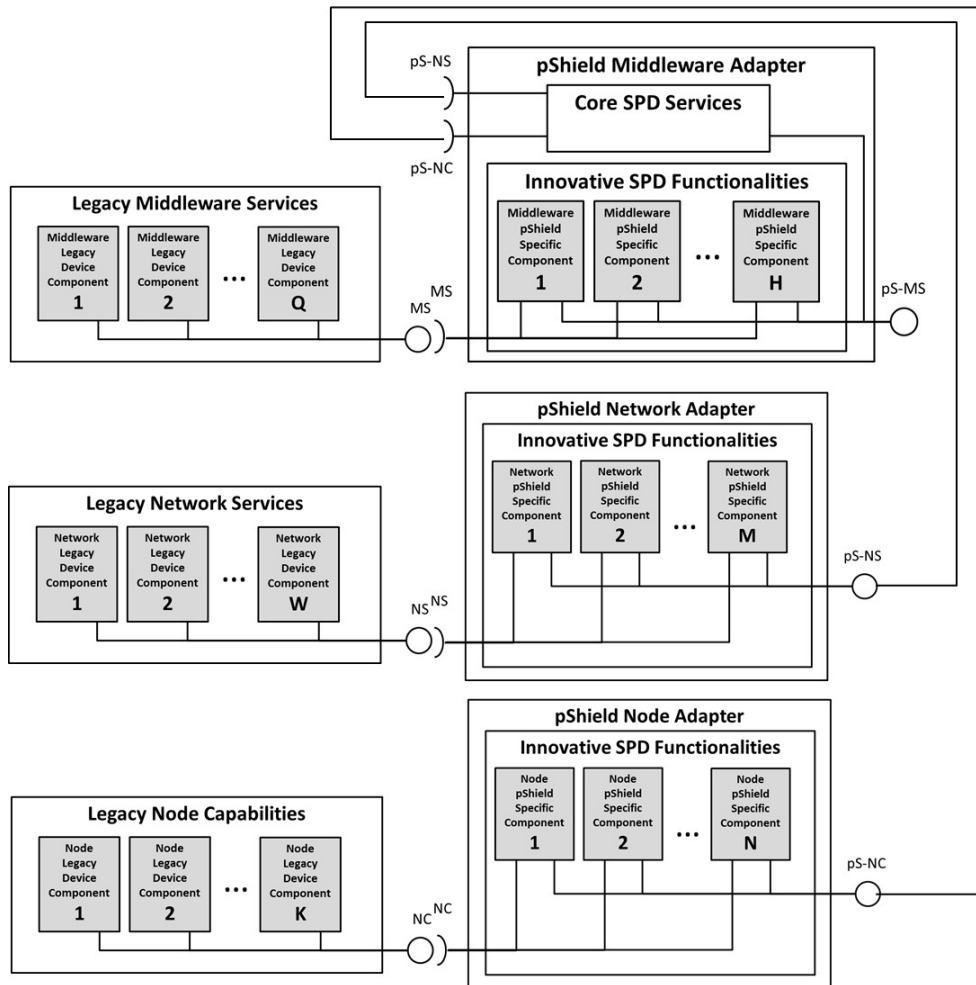 pS-NS
pShield Middleware Adapter
Core SPD Services
pS-NC
Innovative SPD Functionalities
Middleware
pShield
Specific
Component
1
Middleware
pShield
Specific
Component
2
...
Middleware
pShield
Specific
Component
H
pS-MS
Legacy Middleware Services
Middleware
Legacy
Device
Component
1
Middleware
Legacy
Device
Component
2
...
Middleware
Legacy
Device
Component
Q
MS
MS
pShield Network Adapter
Innovative SPD Functionalities
Network
pShield
Specific
Component
1
Network
pShield
Specific
Component
2
...
Network
pShield
Specific
Component
M
pS-NS
Legacy Network Services
Network
Legacy
Device
Component
1
Network
Legacy
Device
Component
2
...
Network
Legacy
Device
Component
W
NS
NS
pShield Node Adapter
Innovative SPD Functionalities
Node
pShield
Specific
Component
1
Node
pShield
Specific
Component
2
...
Node
pShield
Specific
Component
N
pS-NC
Legacy Node Capabilities
Node
Legacy
Device
Component
1
Node
Legacy
Device
Component
2
...
Node
Legacy
Device
Component
K
NC
NC